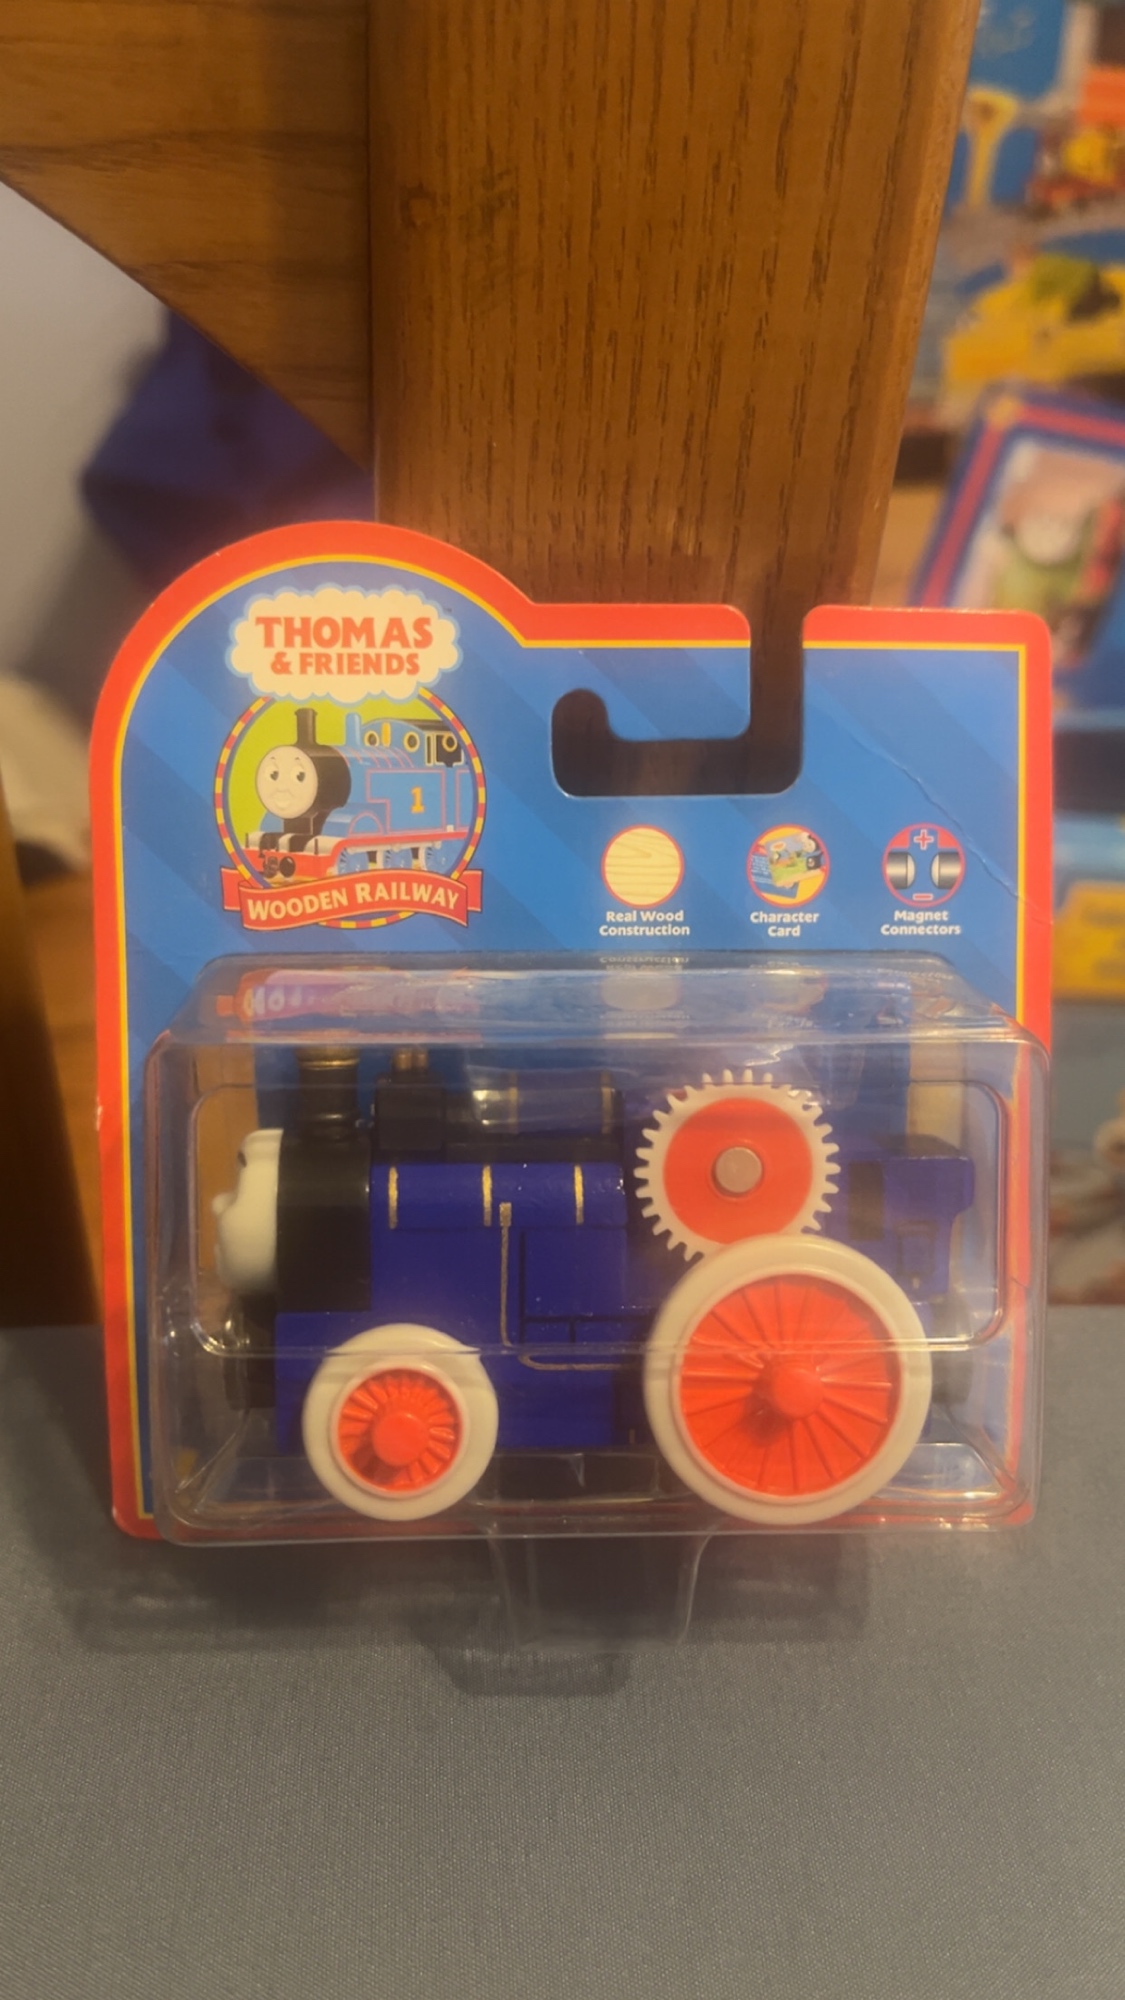 THOMAS
& FRIENDS
1
WOODEN RAILWAY
Real Wood
Construction
Character
Card
Magnet
Connectors